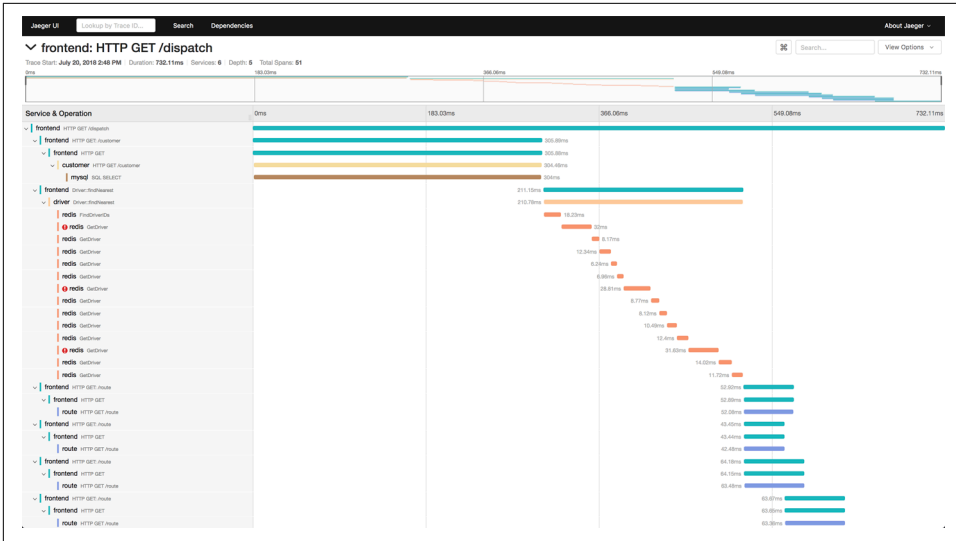 Jaeger UI Lookup by Trace ID... Search Dependencies About Jaeger
frontend: HTTP GET /dispatch ⌘ Search... View Options
Trace Start: July 20, 2018 2:48 PM Duration: 732.11ms Services: 6 Depth: 5 Total Spans: 51
0ms 183.03ms 366.06ms 549.08ms 732.11ms
Service & Operation 0ms 183.03ms 366.06ms 549.08ms 732.11ms
frontend HTTP GET /dispatch
frontend HTTP GET: /customer 305.89ms
frontend HTTP GET 305.88ms
customer HTTP GET /customer 304.48ms
mysql SQL SELECT 304ms
frontend Driver::findNearest 211.15ms
driver Driver::findNearest 210.78ms
redis FindDriverIDs 18.23ms
redis GetDriver 32ms
redis GetDriver 8.17ms
redis GetDriver 12.34ms
redis GetDriver 6.24ms
redis GetDriver 6.86ms
redis GetDriver 28.81ms
redis GetDriver 8.77ms
redis GetDriver 8.12ms
redis GetDriver 10.49ms
redis GetDriver 12.4ms
redis GetDriver 31.63ms
redis GetDriver 14.02ms
redis GetDriver 11.73ms
frontend HTTP GET: /route 52.92ms
frontend HTTP GET 52.89ms
route HTTP GET /route 52.08ms
frontend HTTP GET: /route 43.45ms
frontend HTTP GET 43.44ms
route HTTP GET /route 42.48ms
frontend HTTP GET: /route 64.18ms
frontend HTTP GET 64.15ms
route HTTP GET /route 63.48ms
frontend HTTP GET: /route 63.87ms
frontend HTTP GET 63.85ms
route HTTP GET /route 63.38ms